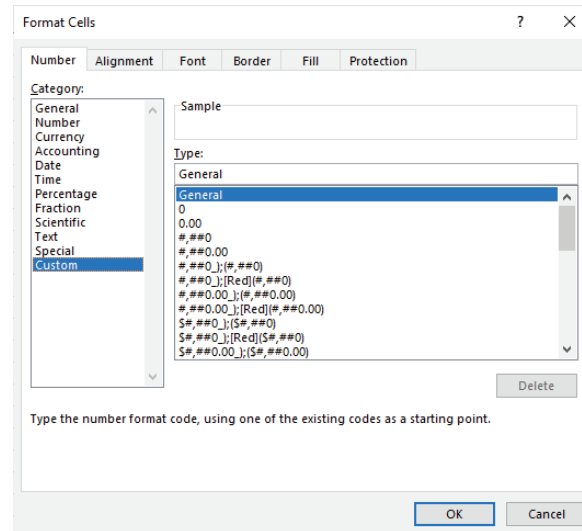 Format Cells ? ×
Number Alignment Font Border Fill Protection
Category:
General
Number
Currency
Accounting
Date
Time
Percentage
Fraction
Scientific
Text
Special
Custom
Sample
Type:
General
General
0
0.00
#,##0
#,##0.00
#,##0_);(#,##0)
#,##0_);[Red](#,##0)
#,##0.00_);(#,##0.00)
#,##0.00_);[Red](#,##0.00)
$#,##0_);($#,##0)
$#,##0_);[Red]($#,##0)
$#,##0.00_);($#,##0.00)
Delete
Type the number format code, using one of the existing codes as a starting point.
OK Cancel